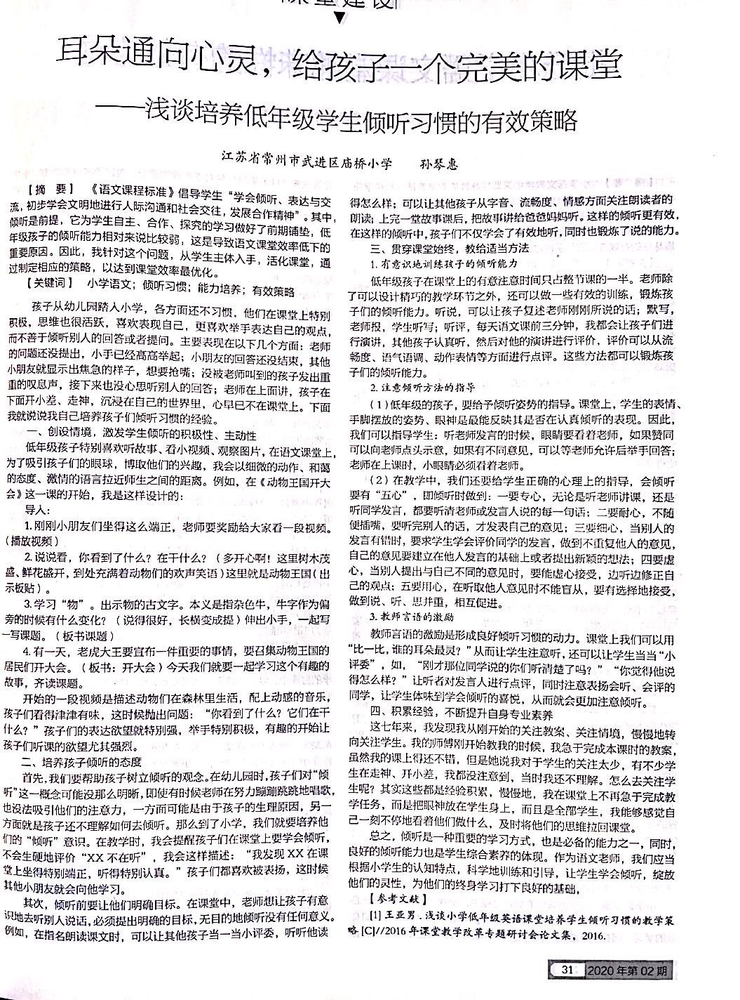 课堂建设
耳朵通向心灵，给孩子一个完美的课堂
——浅谈培养低年级学生倾听习惯的有效策略
江苏省常州市武进区庙桥小学　孙琴惠
【摘　要】《语文课程标准》倡导学生“学会倾听、表达与交
流，初步学会文明地进行人际沟通和社会交往，发展合作精神”。其中，
倾听是前提，它为学生自主、合作、探究的学习做好了前期铺垫，低
年级孩子的倾听能力相对来说比较弱，这是导致语文课堂效率低下的
重要原因。因此，我针对这个问题，从学生主体入手，活化课堂，通
过制定相应的策略，以达到课堂效率最优化。
【关键词】　小学语文；倾听习惯；能力培养；有效策略
孩子从幼儿园踏入小学，各方面还不习惯，他们在课堂上特别
积极，思维也很活跃，喜欢表现自己，更喜欢举手表达自己的观点，
而不善于倾听别人的回答或者提问。主要表现在以下几个方面：老师
的问题还没提出，小手已经高高举起；小朋友的回答还没结束，其他
小朋友就显示出焦急的样子，想要抢嘴；没被老师叫到的孩子发出重
重的叹息声，接下来也没心思听别人的回答；老师在上面讲，孩子在
下面开小差、走神，沉浸在自己的世界里，心早已不在课堂上。下面
我就说说我自己培养孩子们倾听习惯的经验。
一、创设情境，激发学生倾听的积极性、主动性
低年级孩子特别喜欢听故事、看小视频、观察图片，在语文课堂上，
为了吸引孩子们的眼球，博取他们的兴趣，我会以细微的动作、和蔼
的态度、激情的语言拉近师生之间的距离。例如，在《动物王国开大
会》这一课的开始，我是这样设计的：
导入：
1.刚刚小朋友们坐得这么端正，老师要奖励给大家看一段视频。
（播放视频）
2.说说看，你看到了什么？在干什么？（多开心啊！这里树木茂
盛、鲜花盛开，到处充满着动物们的欢声笑语）这里就是动物王国（出
示板贴）。
3.学习“物”。出示物的古文字。本义是指杂色牛，牛字作为偏
旁的时候有什么变化？（说得很好，长横变成提）伸出小手，一起写
一写课题。（板书课题）
4.有一天，老虎大王要宣布一件重要的事情，要召集动物王国的
居民们开大会。（板书：开大会）今天我们就要一起学习这个有趣的
故事，齐读课题。
开始的一段视频是描述动物们在森林里生活，配上动感的音乐，
孩子们看得津津有味，这时候抛出问题：“你看到了什么？它们在干
什么？”孩子们的表达欲望就特别强，举手特别积极，有趣的开始让
孩子们听课的欲望尤其强烈。
二、培养孩子倾听的态度
首先，我们要帮助孩子树立倾听的观念。在幼儿园时，孩子们对“倾
听”这一概念可能没那么明晰，即使有时候老师在努力蹦蹦跳跳地唱歌，
也没法吸引他们的注意力，一方面可能是由于孩子的生理原因，另一
方面就是孩子还不理解如何去倾听。那么到了小学，我们就要培养他
们的“倾听”意识。在教学时，我会提醒孩子们在课堂上要学会倾听，
不会生硬地评价“XX 不在听”，我会这样描述：“我发现 XX 在课
堂上坐得特别端正，听得特别认真。”孩子们都喜欢被表扬，这时候
其他小朋友就会向他学习。
其次，倾听前要让他们明确目标。在课堂中，老师想让孩子有意
识地去听别人说话，必须提出明确的目标，无目的地倾听没有任何意义。
例如，在指名朗读课文时，可以让其他孩子当一当小评委，听听他读
得怎么样；可以让其他孩子从字音、流畅度、情感方面关注朗读者的
朗读；上完一堂故事课后，把故事讲给爸爸妈妈听。这样的倾听更有效，
在这样的倾听中，孩子们不仅学会了有效地听，同时也锻炼了说的能力。
三、贯穿课堂始终，教给适当方法
1.有意识地训练孩子的倾听能力
低年级孩子在课堂上的有意注意时间只占整节课的一半。老师除
了可以设计精巧的教学环节之外，还可以做一些有效的训练，锻炼孩
子们的倾听能力。听说，可以让孩子复述老师刚刚所说的话；默写，
老师报，学生听写；听评，每天语文课前三分钟，我都会让孩子们进
行演讲，其他孩子认真听，然后对他的演讲进行评价，评价可以从流
畅度、语气语调、动作表情等方面进行点评。这些方法都可以锻炼孩
子们的倾听能力。
2.注意倾听方法的指导
（1）低年级的孩子，要给予倾听姿势的指导。课堂上，学生的表情、
手脚摆放的姿势、眼神是最能反映其是否在认真倾听的表现。因此，
我们可以指导学生：听老师发言的时候，眼睛要看着老师，如果赞同
可以向老师点头示意，如果有不同意见，可以等老师允许后举手回答；
老师在上课时，小眼睛必须看着老师。
（2）在教学中，我们还要给学生正确的心理上的指导，会倾听
要有“五心”，即倾听时做到：一要专心，无论是听老师讲课，还是
听同学发言，都要听清老师或发言人说的每一句话；二要耐心，不随
便插嘴，要听完别人的话，才发表自己的意见；三要细心，当别人的
发言有错时，要求学生学会评价同学的发言，做到不重复他人的意见，
自己的意见要建立在他人发言的基础上或者提出新颖的想法；四要虚
心，当别人提出与自己不同的意见时，要能虚心接受，边听边修正自
己的观点；五要用心，在听取他人意见时不能盲从，要有选择地接受，
做到说、听、思并重，相互促进。
3.教师言语的激励
教师言语的激励是形成良好倾听习惯的动力。课堂上我们可以用
“比一比，谁的耳朵最灵？”从而让学生注意听，还可以让学生当当“小
评委”，如，“刚才那位同学说的你们听清楚了吗？”“你觉得他说
得怎么样？”让听者对发言人进行点评，同时注意表扬会听、会评的
同学，让学生体味到学会倾听的喜悦，从而就会更加注意倾听。
四、积累经验，不断提升自身专业素养
这七年来，我发现我从刚开始的关注教案、关注情境，慢慢地转
向关注学生。我的师傅刚开始教我的时候，我急于完成本课时的教案，
虽然我的课上得还不错，但是她说我对于学生的关注太少，有不少学
生在走神、开小差，我都没注意到，当时我还不理解。怎么去关注学
生呢？其实这些都是经验积累，慢慢地，我在课堂上不再急于完成教
学任务，而是把眼神放在学生身上，而且是全部学生，我能够感觉自
己一刻不停地看着他们做什么，及时将他们的思维拉回课堂。
总之，倾听是一种重要的学习方式，也是必备的能力之一，同时，
良好的倾听能力也是学生综合素养的体现。作为语文老师，我们应当
根据小学生的认知特点，科学地训练和引导，让学生学会倾听，绽放
他们的灵性，为他们的终身学习打下良好的基础，
【参考文献】
[1]王亚男.浅谈小学低年级英语课堂培养学生倾听习惯的教学策
略[C]//2016年课堂教学改革专题研讨会论文集，2016.
31　2020 年第 02 期